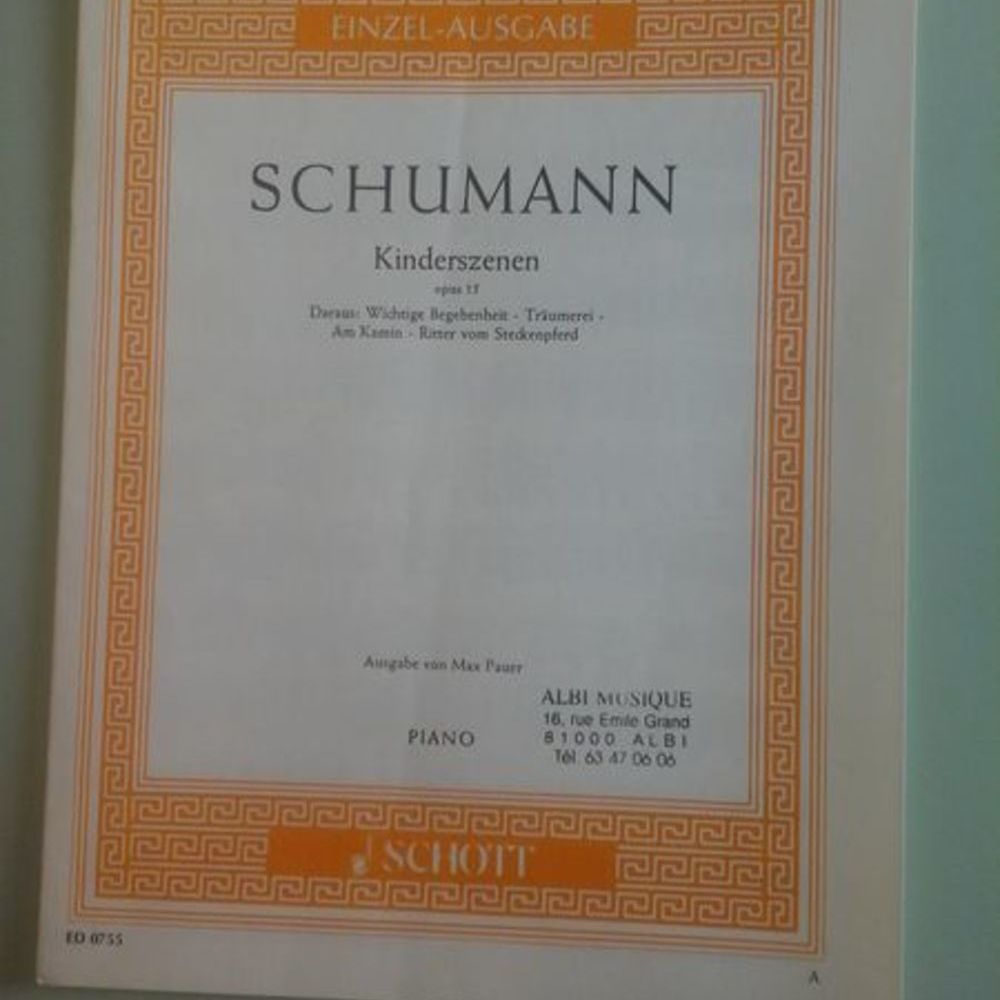 EINZEL-AUSGABE
SCHUMANN
Kinderszenen
opus 15
Daraus: Wichtige Begebenheit - Träumerei -
Am Kamin - Ritter vom Steckenpferd
Ausgabe von Max Pauer
PIANO
ALBI MUSIQUE
16, rue Emile Grand
81000 ALBI
Tél. 63 47 06 06
SCHOTT
ED 0755
A